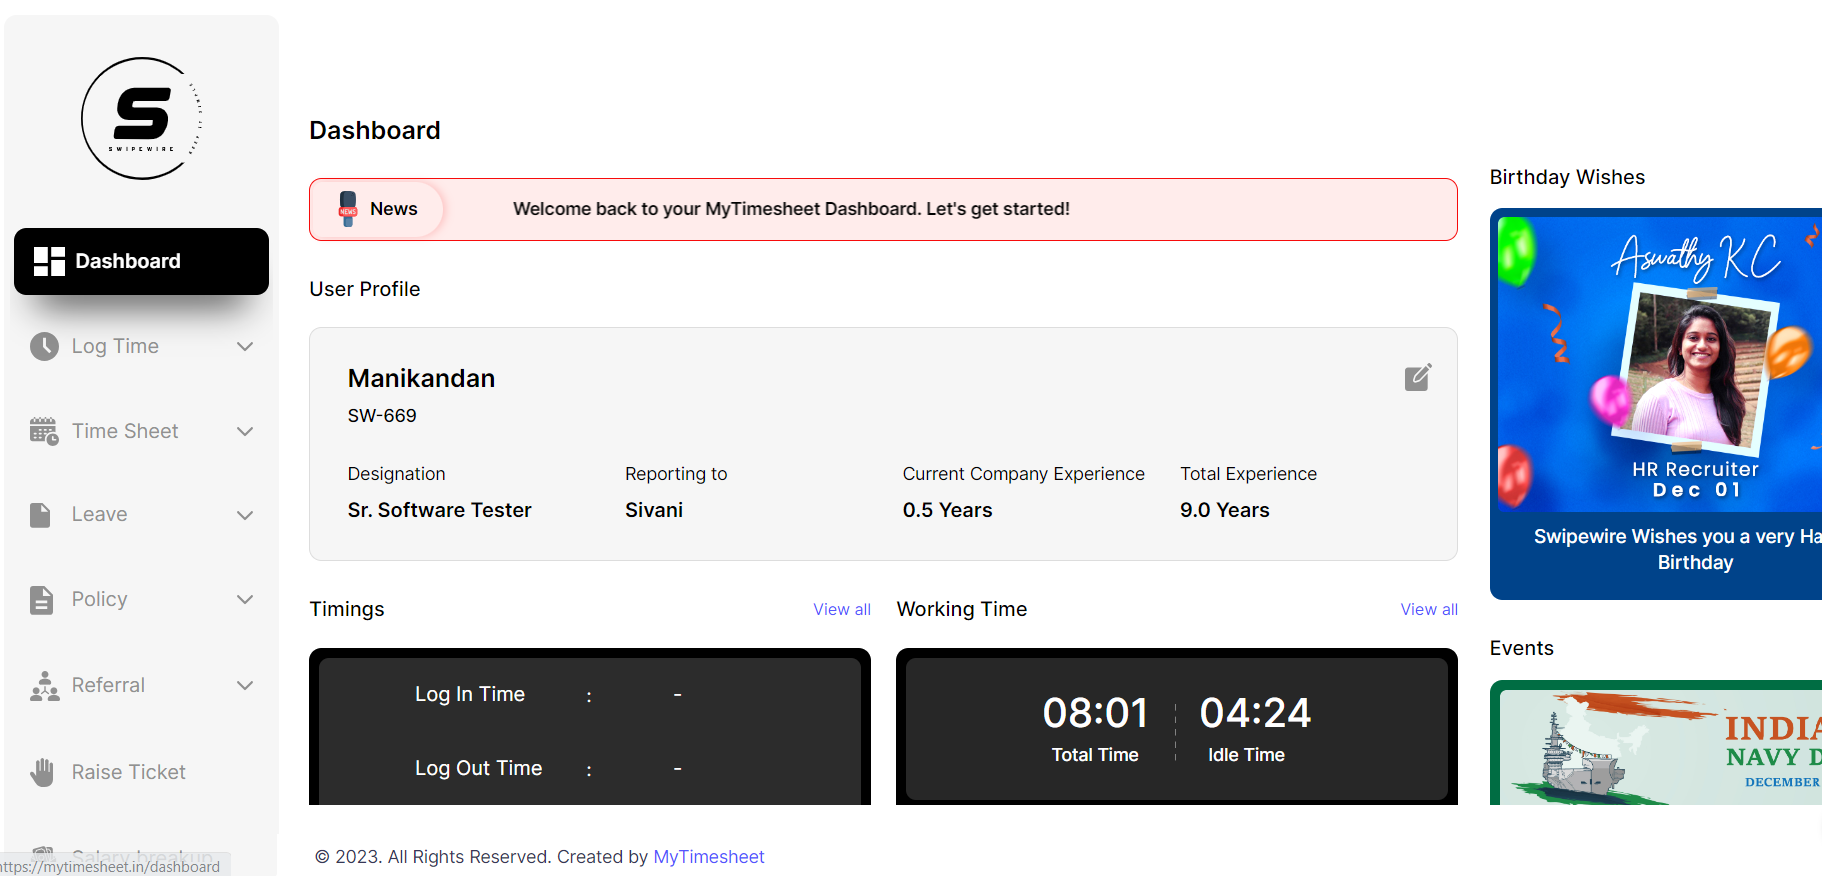 S
SWIPEWIRE
Dashboard
Log Time
Time Sheet
Leave
Policy
Referral
Raise Ticket
Salary breakup
https://mytimesheet.in/dashboard
Dashboard
NEWS
News
Welcome back to your MyTimesheet Dashboard. Let's get started!
User Profile
Manikandan
SW-669
Designation
Sr. Software Tester
Reporting to
Sivani
Current Company Experience
0.5 Years
Total Experience
9.0 Years
Timings
View all
Log In Time : -
Log Out Time : -
Working Time
View all
08:01
Total Time
04:24
Idle Time
Birthday Wishes
Aswathy K C
HR Recruiter
Dec 01
Swipewire Wishes you a very Ha
Birthday
Events
INDIA
NAVY D
DECEMBER
© 2023. All Rights Reserved. Created by MyTimesheet